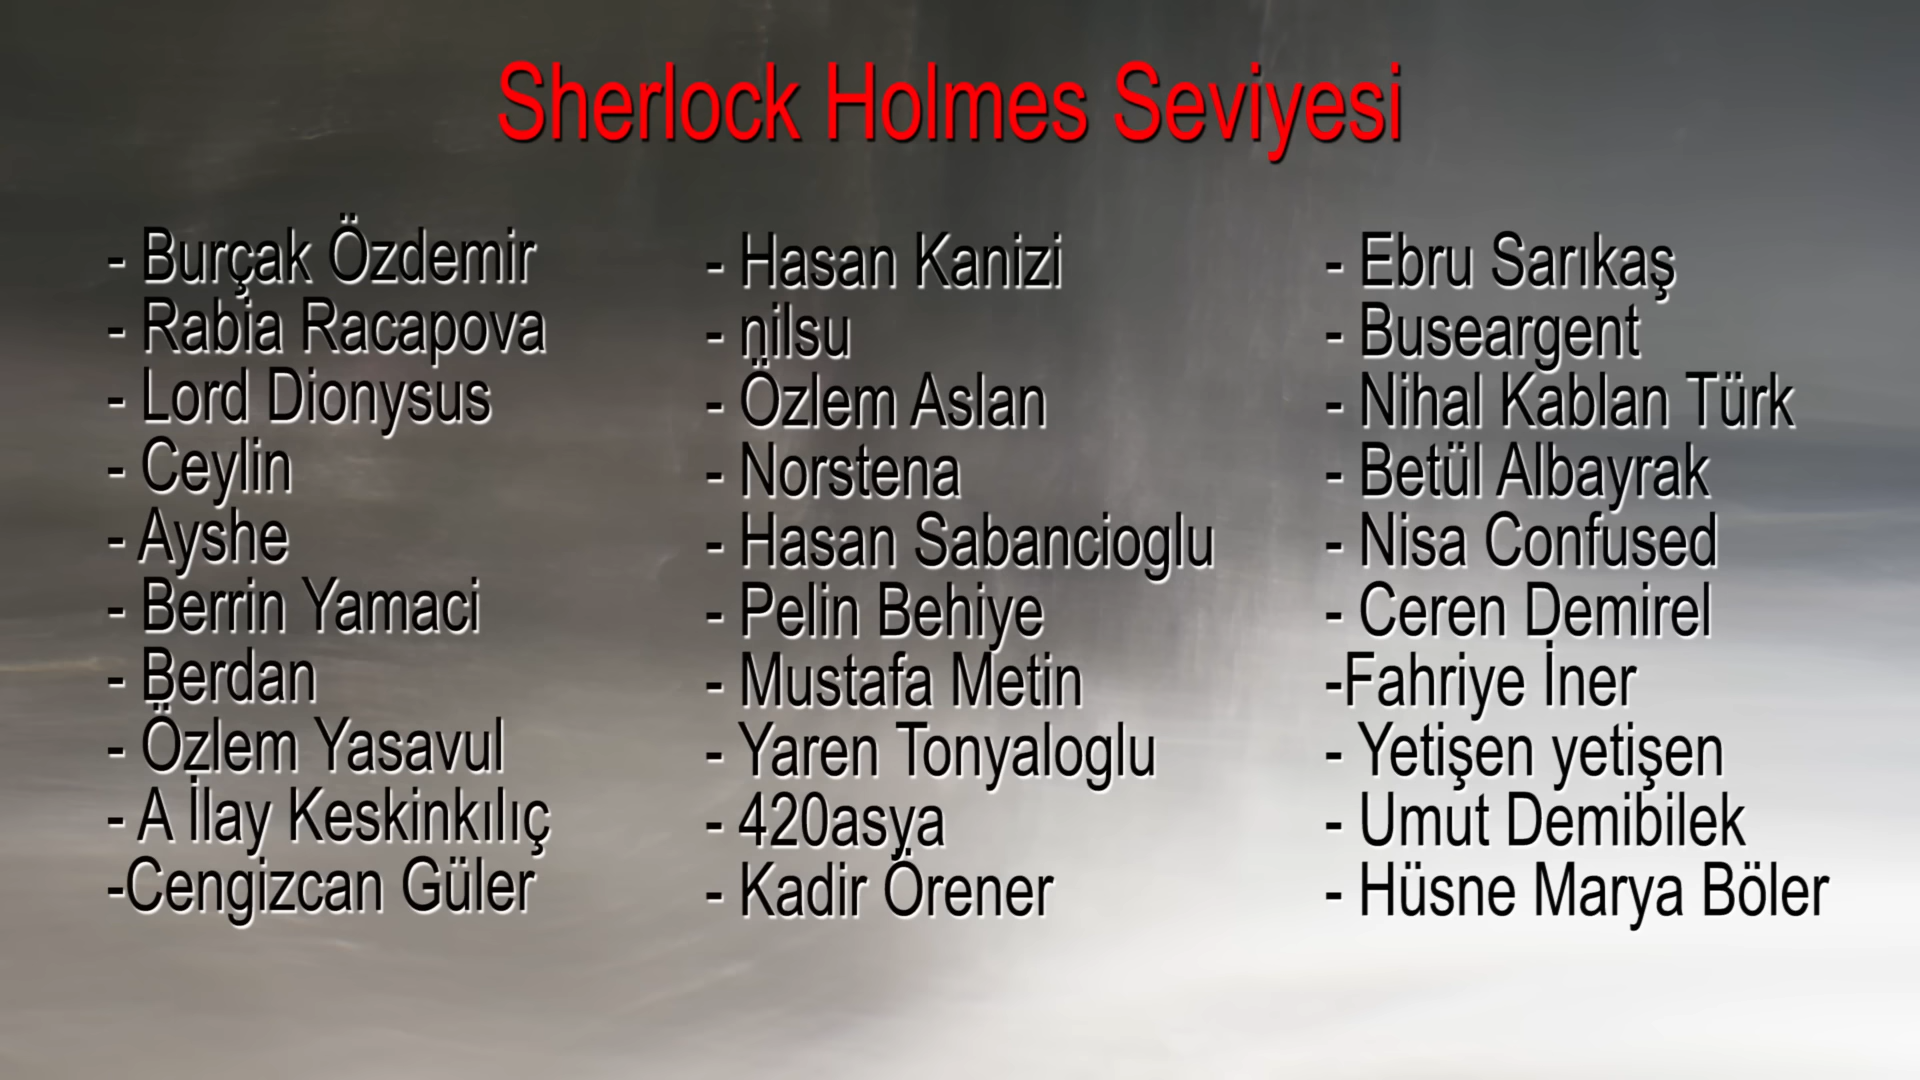 Sherlock Holmes Seviyesi
- Burçak Özdemir
- Rabia Racapova
- Lord Dionysus
- Ceylin
- Ayshe
- Berrin Yamaci
- Berdan
- Özlem Yasavul
- A İlay Keskinkılıç
-Cengizcan Güler
- Hasan Kanizi
- nilsu
- Özlem Aslan
- Norstena
- Hasan Sabancioglu
- Pelin Behiye
- Mustafa Metin
- Yaren Tonyaloglu
- 420asya
- Kadir Örener
- Ebru Sarıkaş
- Buseargent
- Nihal Kablan Türk
- Betül Albayrak
- Nisa Confused
- Ceren Demirel
-Fahriye İner
- Yetişen yetişen
- Umut Demibilek
- Hüsne Marya Böler